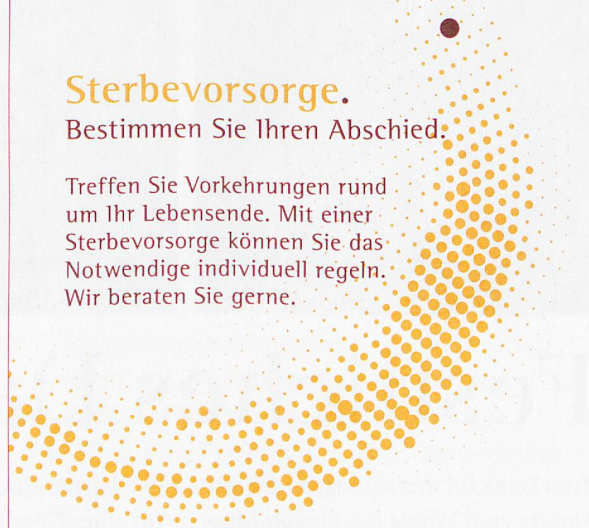 Sterbevorsorge.
Bestimmen Sie Ihren Abschied.
Treffen Sie Vorkehrungen rund
um Ihr Lebensende. Mit einer
Sterbevorsorge können Sie das
Notwendige individuell regeln.
Wir beraten Sie gerne.